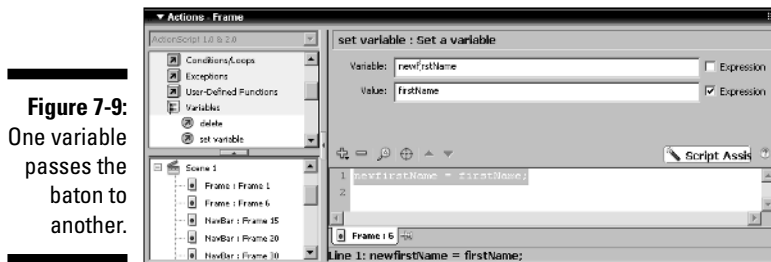 Figure 7-9:
One variable
passes the
baton to
another.
Actions - Frame
ActionScript 1.0 & 2.0
Conditions/Loops
Exceptions
User-Defined Functions
Variables
delete
set variable
Scene 1
Frame : Frame 1
Frame : Frame 6
NavBar : Frame 15
NavBar : Frame 20
NavBar : Frame 30
set variable : Set a variable
Variable: newfirstName Expression
Value: firstName Expression
Script Assis
1 newfirstName = firstName;
2
Frame : 6
Line 1: newfirstName = firstName;